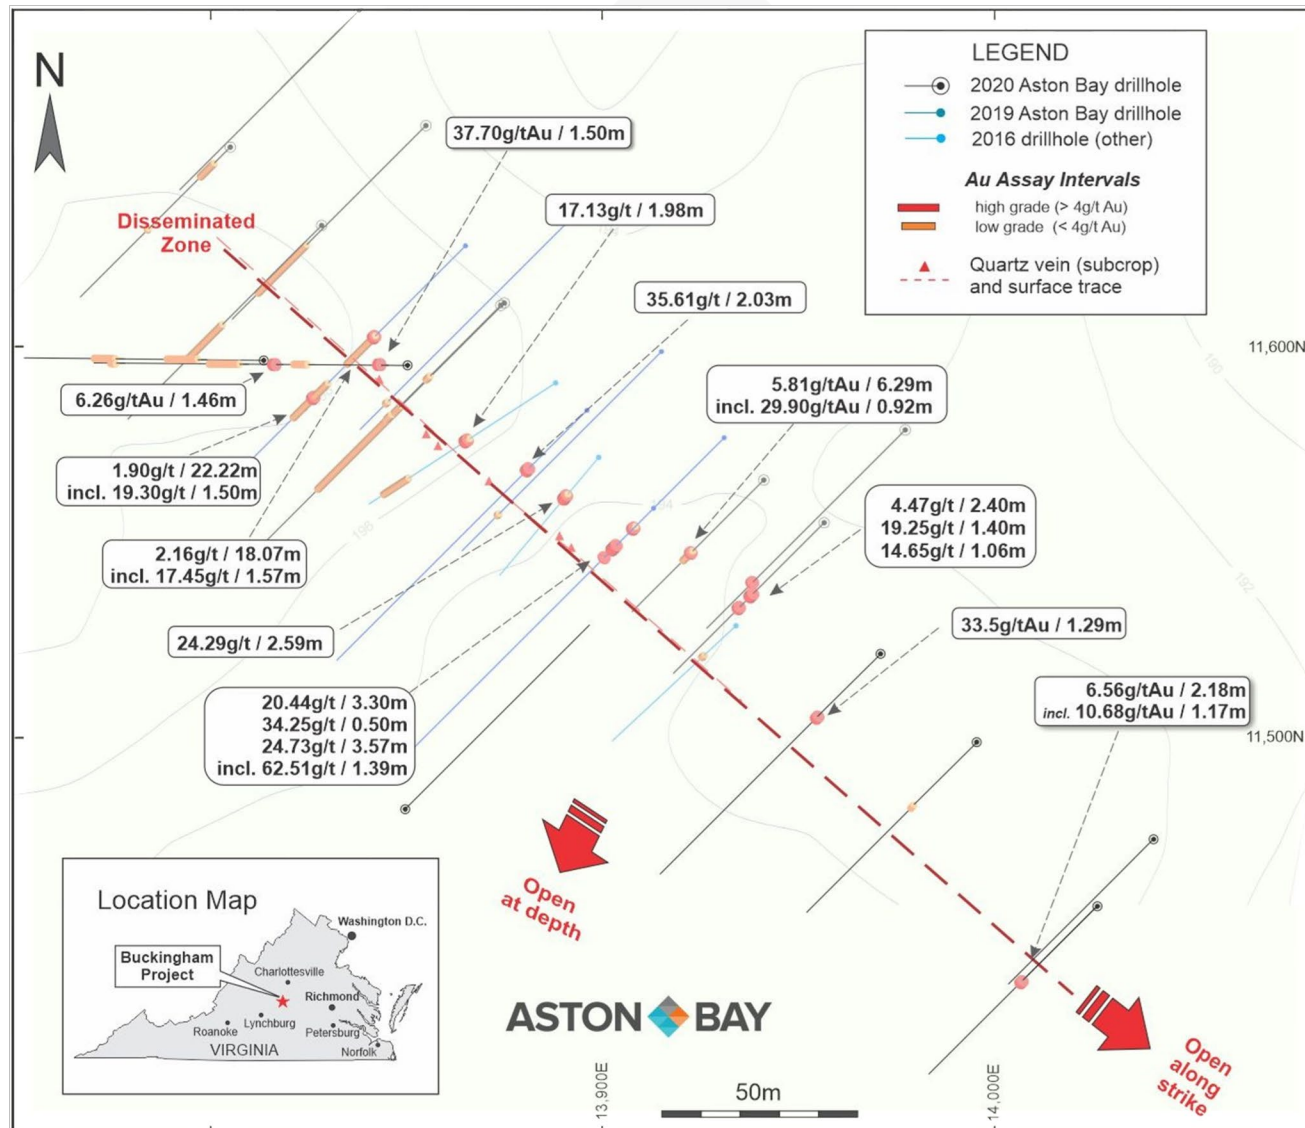 N
LEGEND
2020 Aston Bay drillhole
2019 Aston Bay drillhole
2016 drillhole (other)
Au Assay Intervals
high grade (> 4g/t Au)
low grade (< 4g/t Au)
Quartz vein (subcrop)
and surface trace
37.70g/tAu / 1.50m
17.13g/t / 1.98m
Disseminated
Zone
35.61g/t / 2.03m
11,600N
190
5.81g/tAu / 6.29m
incl. 29.90g/tAu / 0.92m
6.26g/tAu / 1.46m
1.90g/t / 22.22m
incl. 19.30g/t / 1.50m
4.47g/t / 2.40m
19.25g/t / 1.40m
14.65g/t / 1.06m
194
196
2.16g/t / 18.07m
incl. 17.45g/t / 1.57m
192
24.29g/t / 2.59m
33.5g/tAu / 1.29m
20.44g/t / 3.30m
34.25g/t / 0.50m
24.73g/t / 3.57m
incl. 62.51g/t / 1.39m
6.56g/tAu / 2.18m
incl. 10.68g/tAu / 1.17m
11,500N
Open
at depth
Location Map
Washington D.C.
Buckingham
Project
Charlottesville
Richmond
Lynchburg
Roanoke
Petersburg
Norfolk
VIRGINIA
ASTON BAY
Open
along
strike
13,900E
14,000E
50m